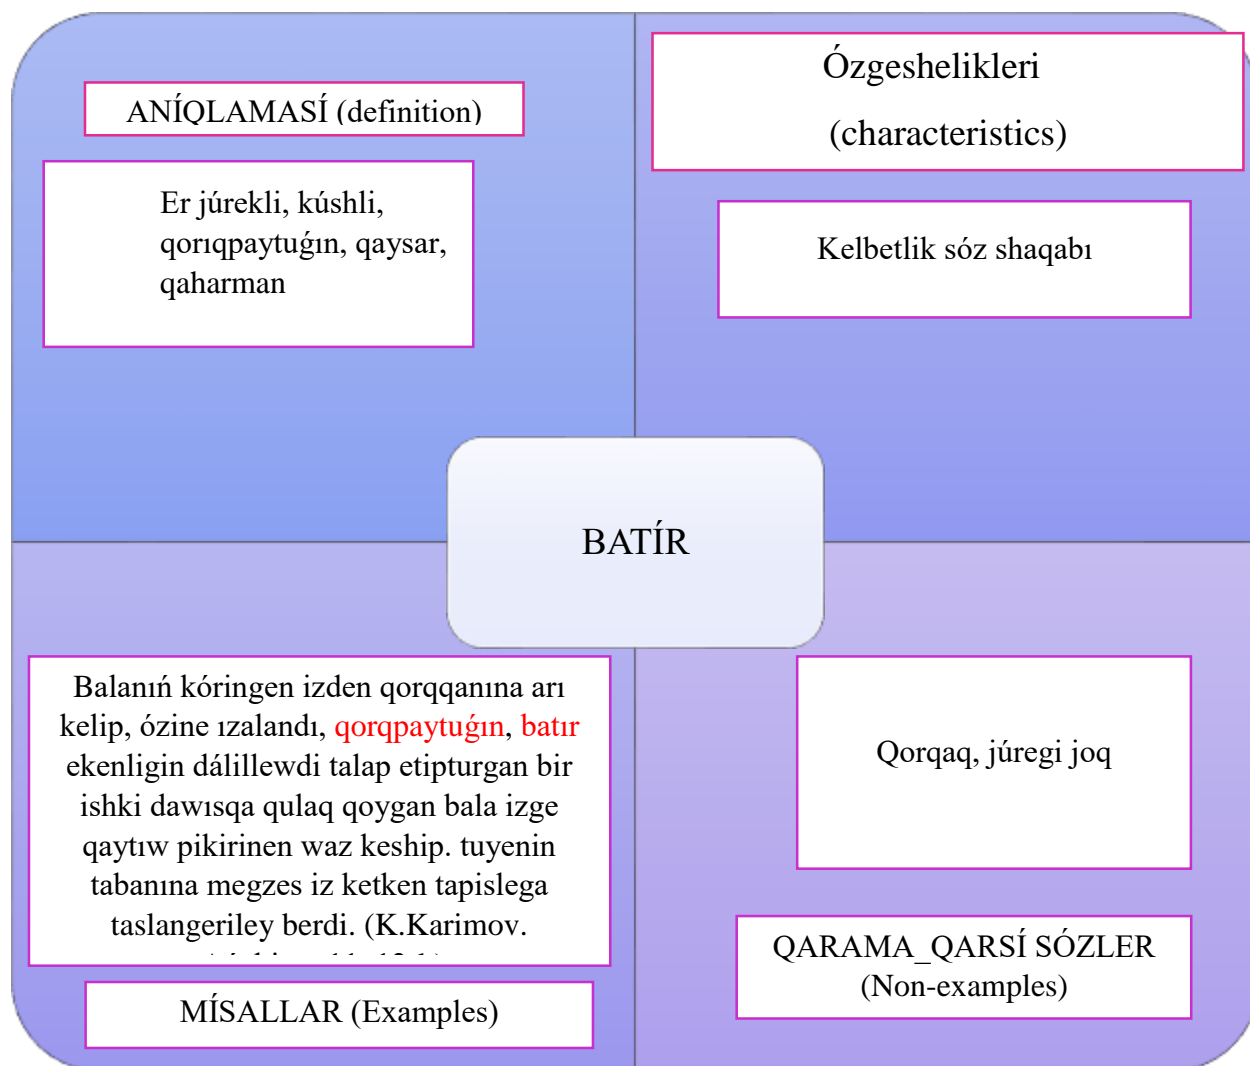 ANÍQLAMASÍ (definition)
Er júrekli, kúshli,
qorıqpaytuǵın, qaysar,
qaharman
Ózgeshelikleri
(characteristics)
Kelbetlik sóz shaqabı
BATÍR
Balanıń kóringen izden qorqqanına arı
kelip, ózine ızalandı, qorqpaytuǵın, batır
ekenligin dálillewdi talap etipturgan bir
ishki dawısqa qulaq qoygan bala izge
qaytıw pikirinen waz keship. tuyenin
tabanına megzes iz ketken tapislega
taslangeriley berdi. (K.Karimov.
MÍSALLAR (Examples)
Qorqaq, júregi joq
QARAMA_QARSÍ SÓZLER
(Non-examples)